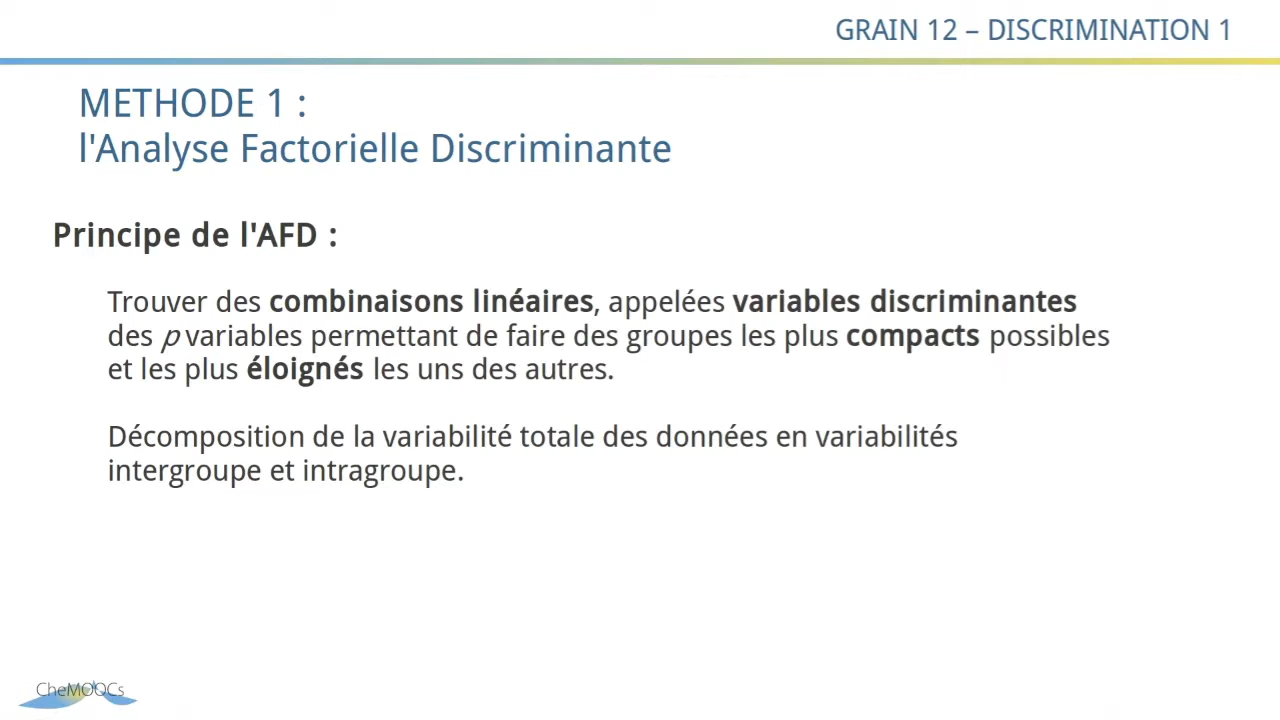 GRAIN 12 – DISCRIMINATION 1
METHODE 1 :
l'Analyse Factorielle Discriminante
Principe de l'AFD :
Trouver des combinaisons linéaires, appelées variables discriminantes
des p variables permettant de faire des groupes les plus compacts possibles
et les plus éloignés les uns des autres.
Décomposition de la variabilité totale des données en variabilités
intergroupe et intragroupe.
CheMOOCs